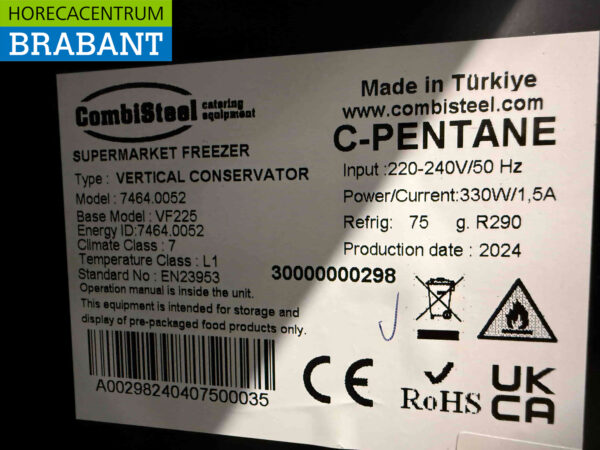 HORECACENTRUM
BRABANT
CombiSteel catering equipment
SUPERMARKET FREEZER
Type : VERTICAL CONSERVATOR
Model : 7464.0052
Base Model : VF225
Energy ID:7464.0052
Climate Class : 7
Temperature Class : L1
Standard No : EN23953
Operation manual is inside the unit.
This equipment is intended for storage and
display of pre-packaged food products only.
A00298240407500035
Made in Türkiye
www.combisteel.com
C-PENTANE
Input :220-240V/50 Hz
Power/Current:330W/1,5A
Refrig: 75 g. R290
Production date : 2024
30000000298
CE
RoHS
UK
CA